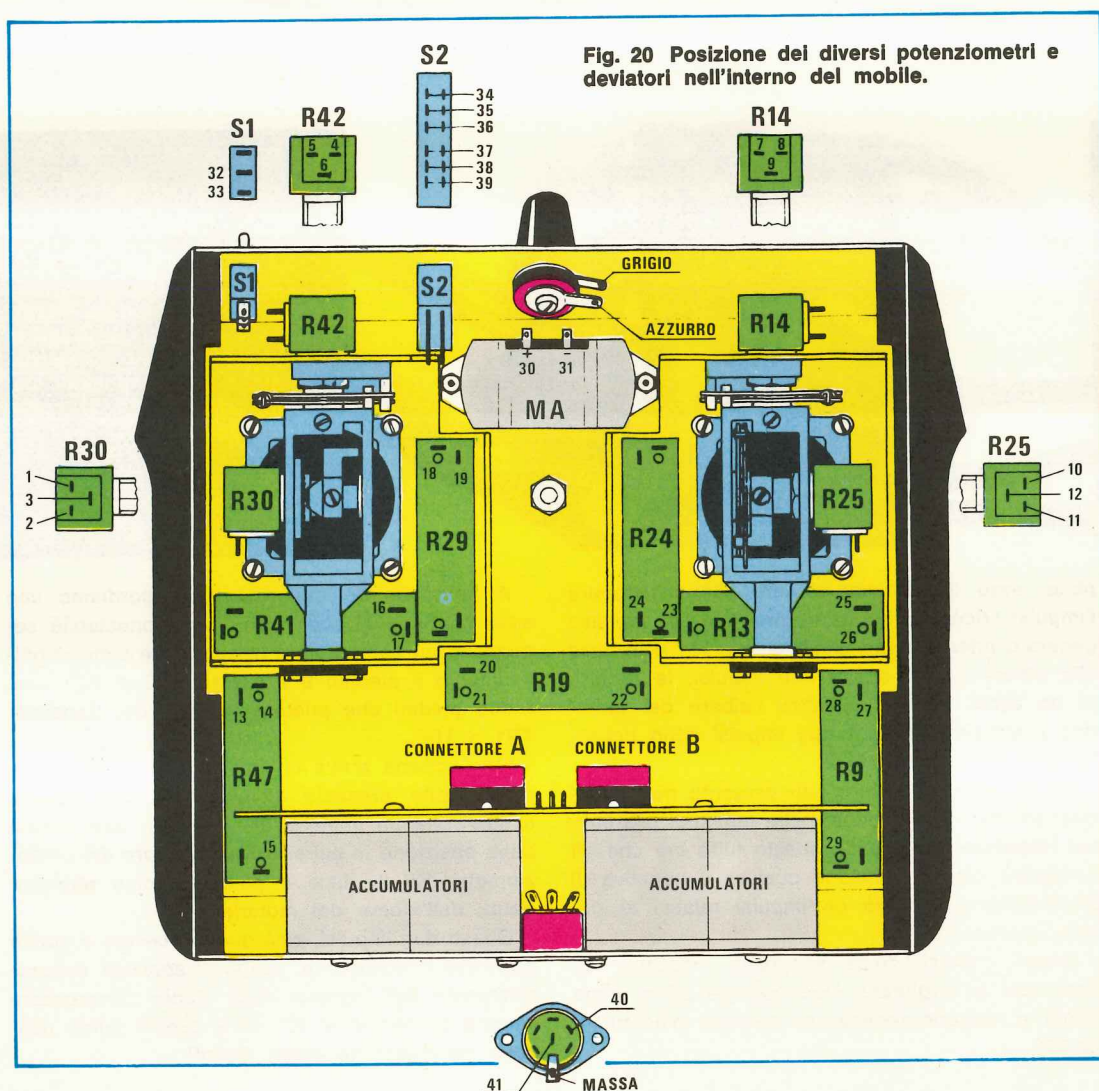 Fig. 20 Posizione dei diversi potenziometri e
deviatori nell'interno del mobile.
S2
34
35
36
37
38
39
S1
32
33
R42
5 4
6
R14
7 8
9
GRIGIO
AZZURRO
S1
R42
S2
R14
30 31
+ −
MA
R30
1
3
2
R25
10
12
11
R30
18 19
R29
R24
R25
R41
16
17
24 23
R13
25
26
20
21
R19
22
13 14
R47
15
CONNETTORE A
CONNETTORE B
28 27
R9
29
ACCUMULATORI
ACCUMULATORI
40
41
MASSA